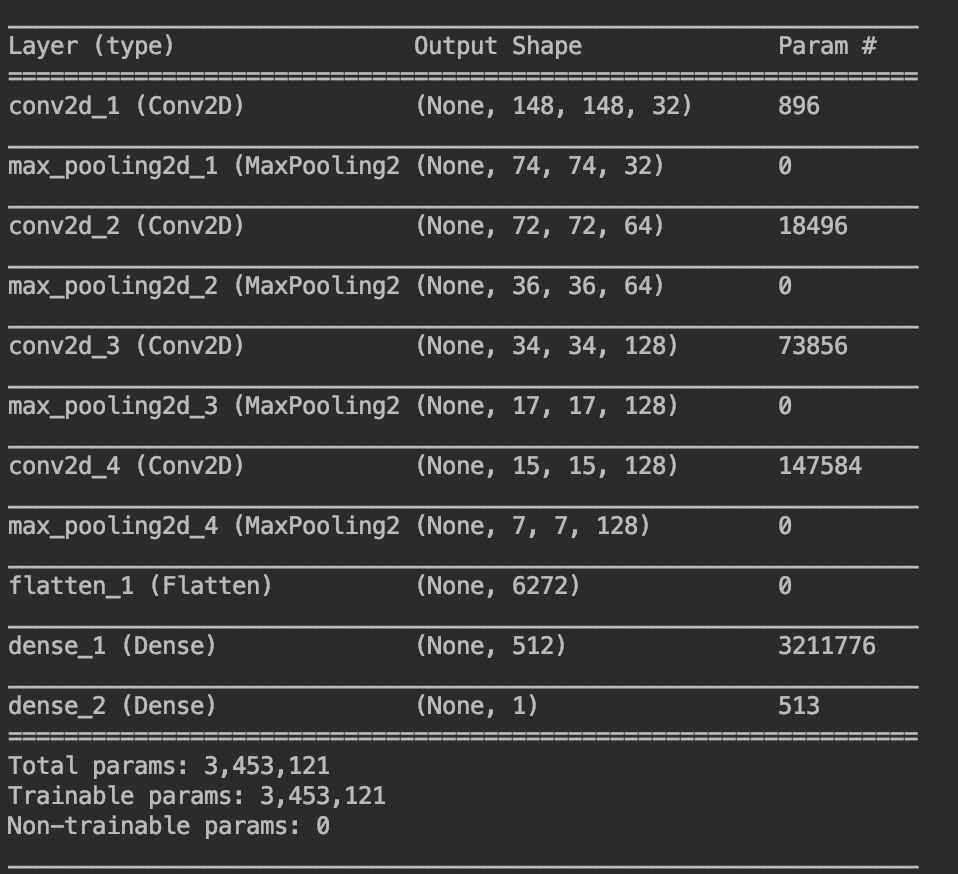 Layer (type) Output Shape Param #
conv2d_1 (Conv2D) (None, 148, 148, 32) 896
max_pooling2d_1 (MaxPooling2 (None, 74, 74, 32) 0
conv2d_2 (Conv2D) (None, 72, 72, 64) 18496
max_pooling2d_2 (MaxPooling2 (None, 36, 36, 64) 0
conv2d_3 (Conv2D) (None, 34, 34, 128) 73856
max_pooling2d_3 (MaxPooling2 (None, 17, 17, 128) 0
conv2d_4 (Conv2D) (None, 15, 15, 128) 147584
max_pooling2d_4 (MaxPooling2 (None, 7, 7, 128) 0
flatten_1 (Flatten) (None, 6272) 0
dense_1 (Dense) (None, 512) 3211776
dense_2 (Dense) (None, 1) 513
Total params: 3,453,121
Trainable params: 3,453,121
Non-trainable params: 0